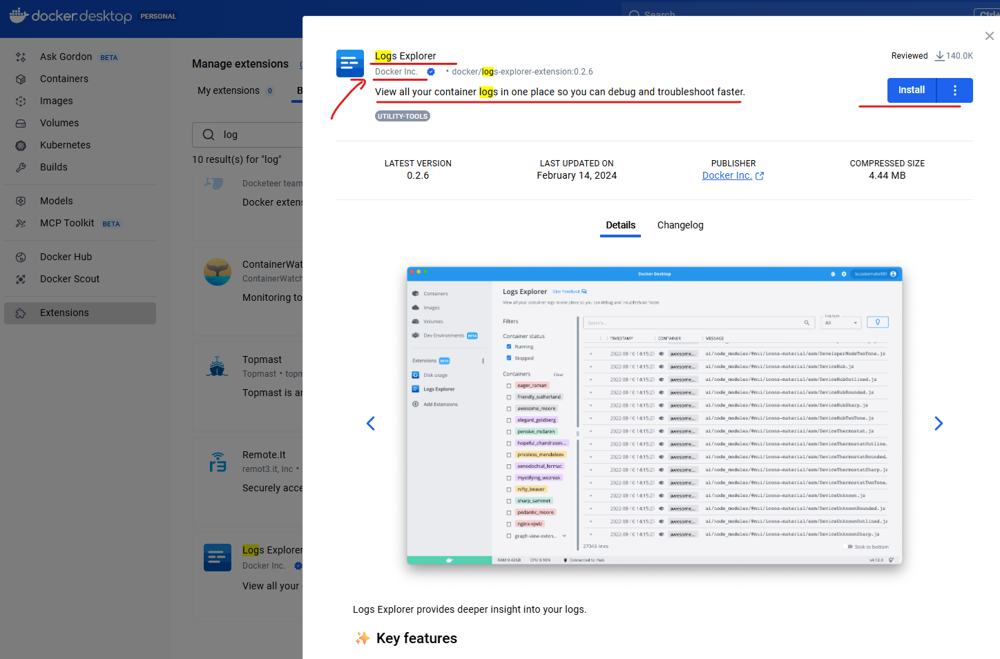 docker.desktop PERSONAL
Search
Ctrl+
Ask Gordon BETA
Containers
Images
Volumes
Kubernetes
Builds
Models
MCP Toolkit BETA
Docker Hub
Docker Scout
Extensions
Manage extensions
My extensions 0
B
log
10 result(s) for "log"
Docketeer team
Docker exten
ContainerWat
ContainerWatch
Monitoring to
Topmast
Topmast • topm
Topmast is an
Remote.It
remot3.it, Inc •
Securely acce
Logs Explorer
Docker Inc.
View all your
Logs Explorer
Docker Inc. • docker/logs-explorer-extension:0.2.6
View all your container logs in one place so you can debug and troubleshoot faster.
UTILITY-TOOLS
Reviewed 140.0K
Install
LATEST VERSION
0.2.6
LAST UPDATED ON
February 14, 2024
PUBLISHER
Docker Inc.
COMPRESSED SIZE
4.44 MB
Details Changelog
Docker Desktop
Containers
Images
Volumes
Dev Environments BETA
Extensions BETA
Disk usage
Logs Explorer
Add Extensions
Logs Explorer Give Feedback
View all your container logs in one place so you can debug and troubleshoot faster
Filters
Container status
Running
Stopped
Containers Clear
eager_raman
friendly_sutherland
awesome_moore
elegant_goldberg
pensive_mclaren
hopeful_chandrasek...
priceless_mendeleev
xenodochial_fermat
mystifying_wozniak
nifty_beaver
sharp_sammet
pedantic_moore
nginx-vjwU
graph-view-exten...
Search...
Log type
All
TIMESTAMP CONTAINER MESSAGE
2022-08-10 14:15:27 awesome... ui/node_modules/@mui/icons-material/esm/DeveloperModeTwoTone.js
2022-08-10 14:15:27 awesome... ui/node_modules/@mui/icons-material/esm/DeviceHub.js
2022-08-10 14:15:27 awesome... ui/node_modules/@mui/icons-material/esm/DeviceHubOutlined.js
2022-08-10 14:15:27 awesome... ui/node_modules/@mui/icons-material/esm/DeviceHubRounded.js
2022-08-10 14:15:27 awesome... ui/node_modules/@mui/icons-material/esm/DeviceHubSharp.js
2022-08-10 14:15:27 awesome... ui/node_modules/@mui/icons-material/esm/DeviceHubTwoTone.js
2022-08-10 14:15:27 awesome... ui/node_modules/@mui/icons-material/esm/DeviceThermostat.js
2022-08-10 14:15:27 awesome... ui/node_modules/@mui/icons-material/esm/DeviceThermostatOutline…
2022-08-10 14:15:27 awesome... ui/node_modules/@mui/icons-material/esm/DeviceThermostatRounded…
2022-08-10 14:15:27 awesome... ui/node_modules/@mui/icons-material/esm/DeviceThermostatSharp.js
2022-08-10 14:15:27 awesome... ui/node_modules/@mui/icons-material/esm/DeviceThermostatTwoTone…
2022-08-10 14:15:27 awesome... ui/node_modules/@mui/icons-material/esm/DeviceUnknown.js
2022-08-10 14:15:27 awesome... ui/node_modules/@mui/icons-material/esm/DeviceUnknownRounded.js
2022-08-10 14:15:27 awesome... ui/node_modules/@mui/icons-material/esm/DeviceUnknownOutlined.js
2022-08-10 14:15:27 awesome... ui/node_modules/@mui/icons-material/esm/DeviceUnknownSharp.js
27043 lines
Stick to bottom
RAM 0.42GB CPU 0.10% Connected to Hub
v4.12.0
Logs Explorer provides deeper insight into your logs.
✨ Key features